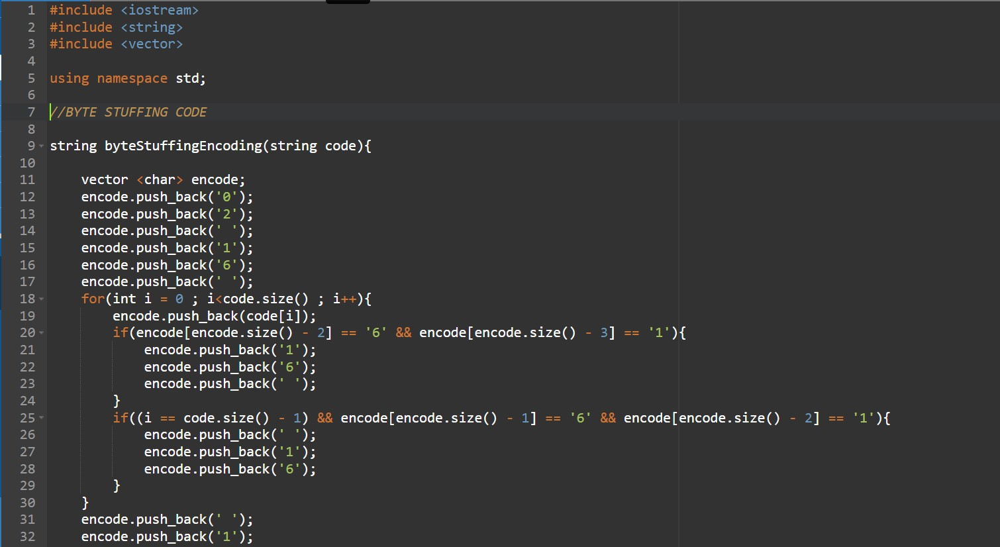 1 #include <iostream>
2 #include <string>
3 #include <vector>
4
5 using namespace std;
6
7 //BYTE STUFFING CODE
8
9 string byteStuffingEncoding(string code){
10
11     vector <char> encode;
12     encode.push_back('0');
13     encode.push_back('2');
14     encode.push_back(' ');
15     encode.push_back('1');
16     encode.push_back('6');
17     encode.push_back(' ');
18     for(int i = 0 ; i<code.size() ; i++){
19         encode.push_back(code[i]);
20         if(encode[encode.size() - 2] == '6' && encode[encode.size() - 3] == '1'){
21             encode.push_back('1');
22             encode.push_back('6');
23             encode.push_back(' ');
24         }
25         if((i == code.size() - 1) && encode[encode.size() - 1] == '6' && encode[encode.size() - 2] == '1'){
26             encode.push_back(' ');
27             encode.push_back('1');
28             encode.push_back('6');
29         }
30     }
31     encode.push_back(' ');
32     encode.push_back('1');